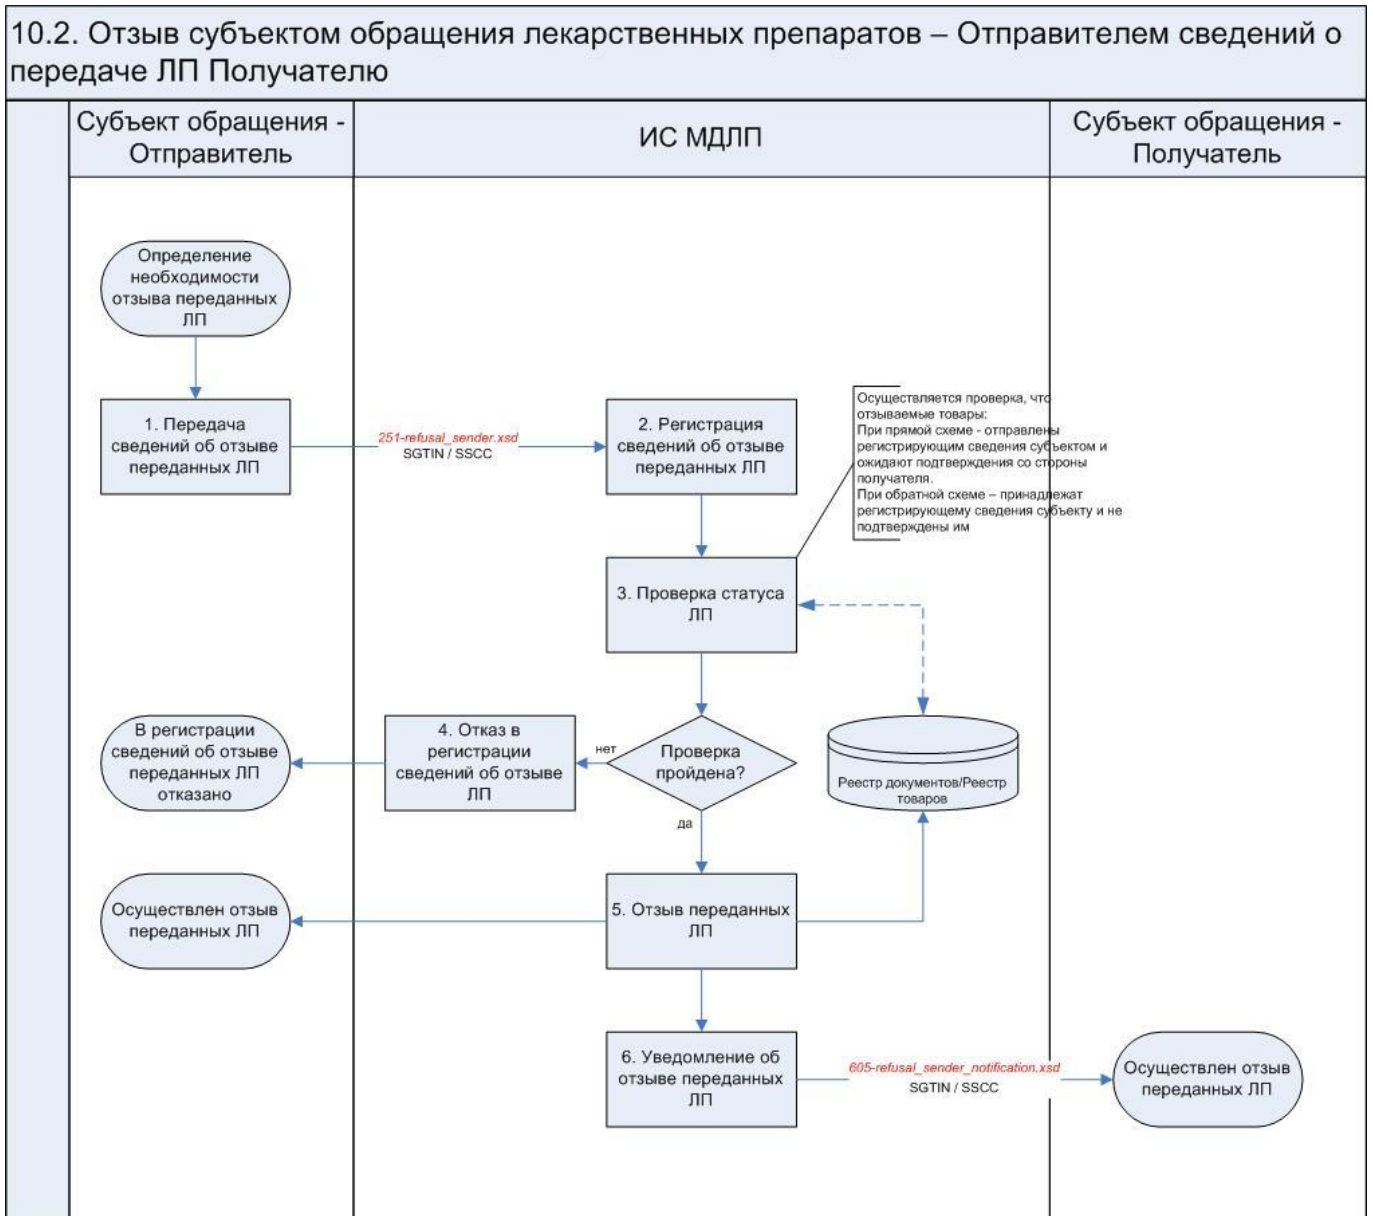 10.2. Отзыв субъектом обращения лекарственных препаратов – Отправителем сведений о
передаче ЛП Получателю
Субъект обращения -
Отправитель
ИС МДЛП
Субъект обращения -
Получатель
Определение
необходимости
отзыва переданных
ЛП
1. Передача
сведений об отзыве
переданных ЛП
251-refusal_sender.xsd
SGTIN / SSCC
2. Регистрация
сведений об отзыве
переданных ЛП
Осуществляется проверка, что
отзываемые товары:
При прямой схеме - отправлены
регистрирующим сведения субъектом и
ожидают подтверждения со стороны
получателя.
При обратной схеме – принадлежат
регистрирующему сведения субъекту и не
подтверждены им
3. Проверка статуса
ЛП
В регистрации
сведений об отзыве
переданных ЛП
отказано
4. Отказ в
регистрации
сведений об отзыве
ЛП
нет
Проверка
пройдена?
Реестр документов/Реестр
товаров
да
Осуществлен отзыв
переданных ЛП
5. Отзыв переданных
ЛП
6. Уведомление об
отзыве переданных
ЛП
605-refusal_sender_notification.xsd
SGTIN / SSCC
Осуществлен отзыв
переданных ЛП